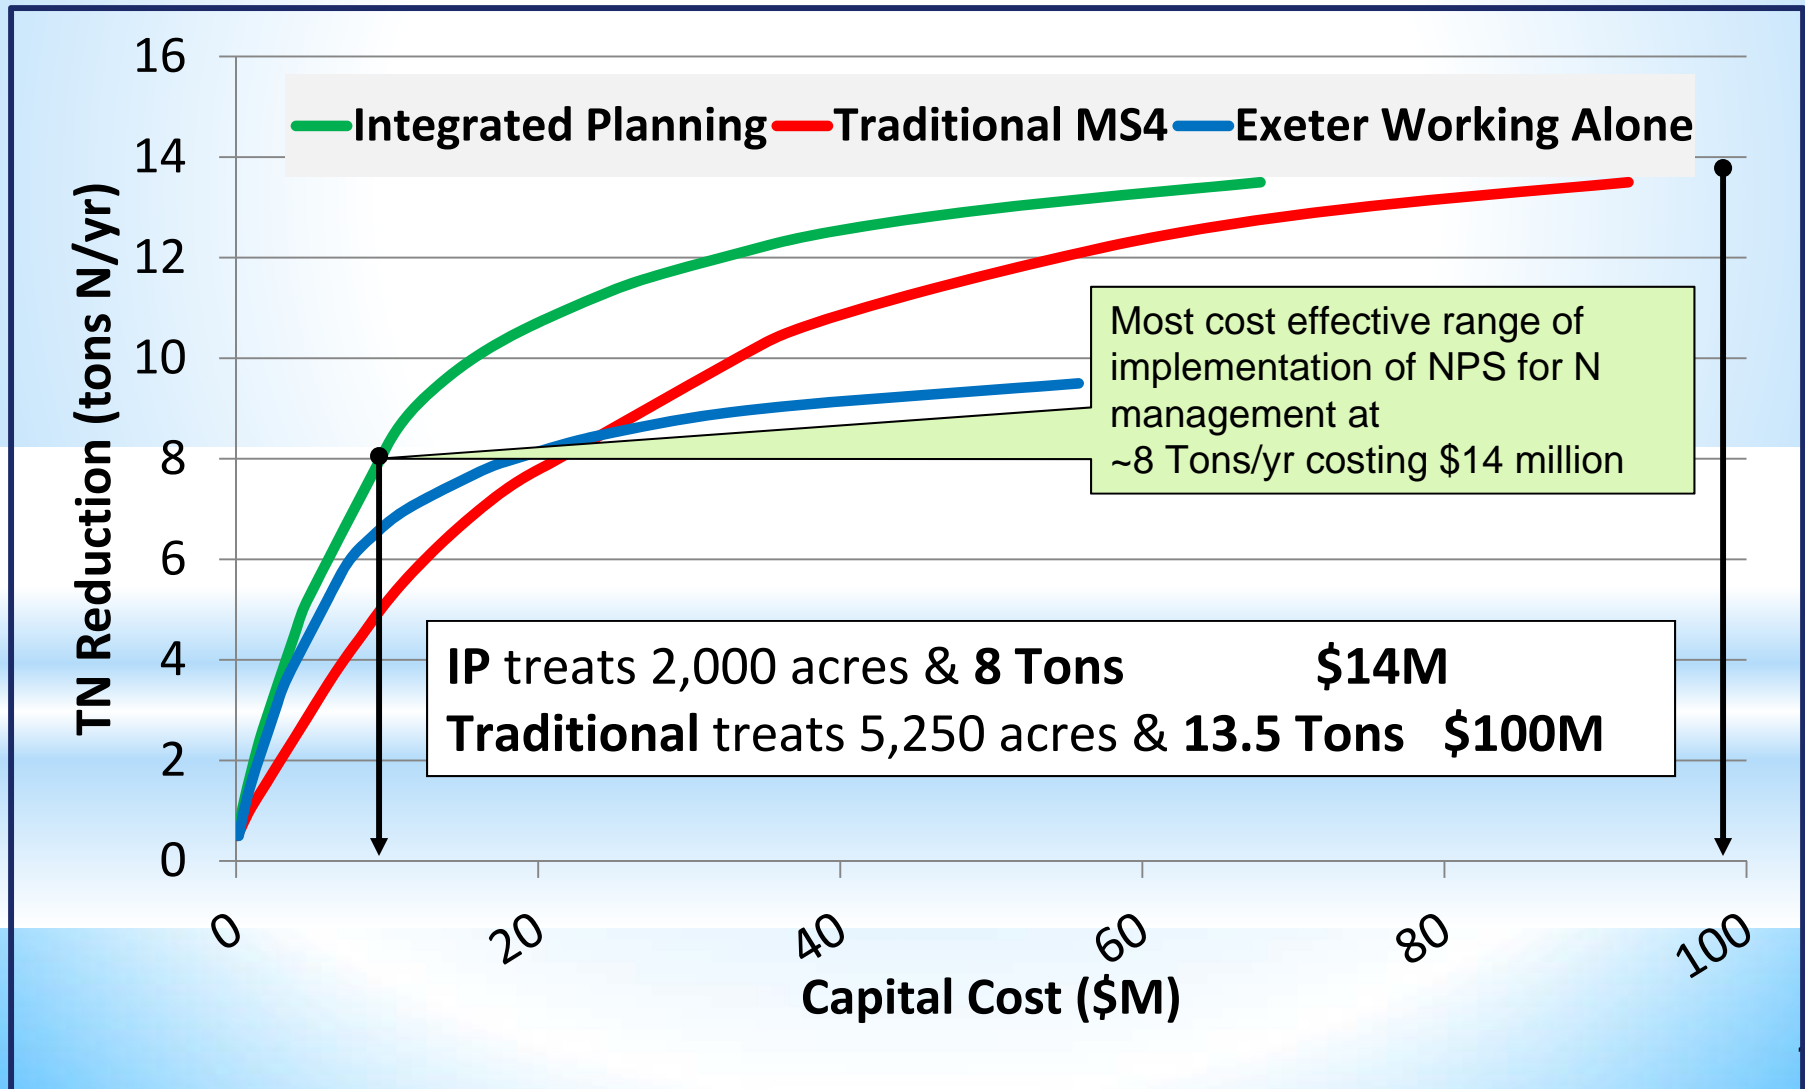 16
14
12
10
8
6
4
2
0
TN Reduction (tons N/yr)
Integrated Planning Traditional MS4 Exeter Working Alone
Most cost effective range of
implementation of NPS for N
management at
~8 Tons/yr costing $14 million
IP treats 2,000 acres & 8 Tons $14M
Traditional treats 5,250 acres & 13.5 Tons $100M
0 20 40 60 80 100
Capital Cost ($M)